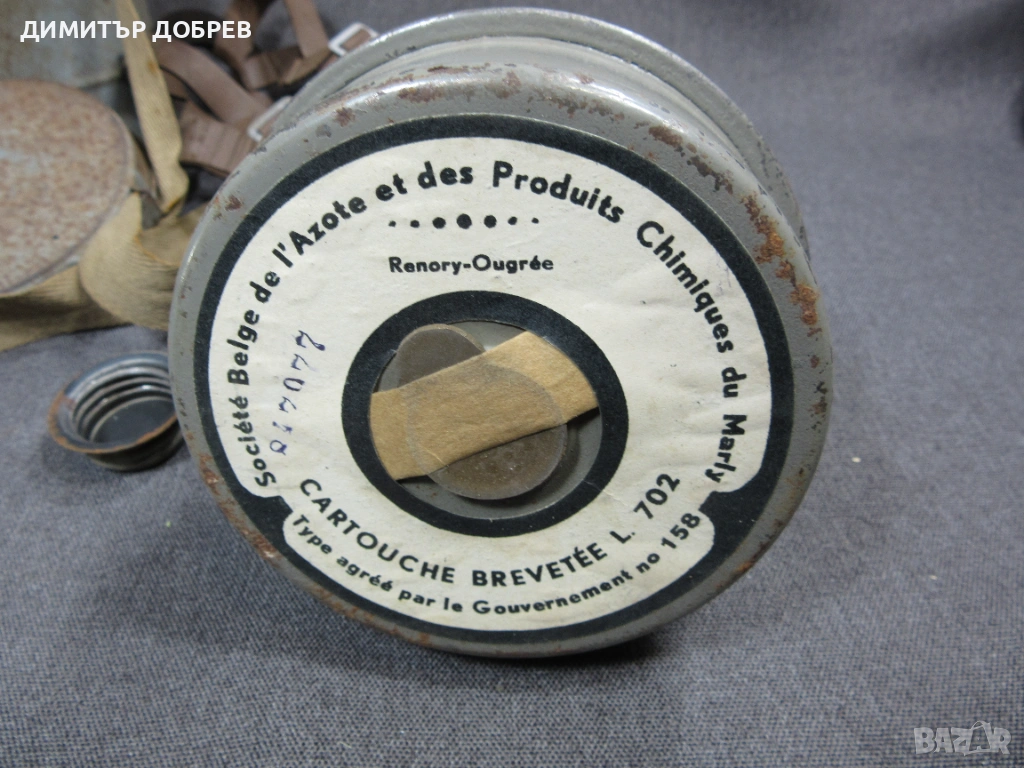 ДИМИТЪР ДОБРЕВ
Société Belge de l'Azote et des Produits Chimiques du Marly
Renory-Ougrée
CARTOUCHE BREVETÉE L. 702
Type agréé par le Gouvernement no 158
BAZAR